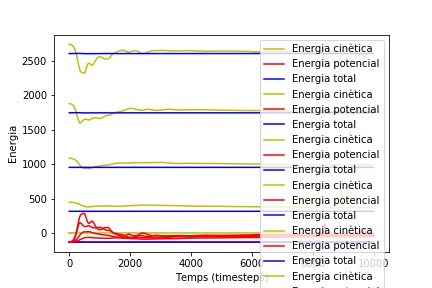 2500
2000
1500
1000
500
0
Energia
0
2000
4000
6000
10000
Temps (timesteps)
Energia cinètica
Energia potencial
Energia total
Energia cinètica
Energia potencial
Energia total
Energia cinètica
Energia potencial
Energia total
Energia cinètica
Energia potencial
Energia total
Energia cinètica
Energia potencial
Energia total
Energia cinètica